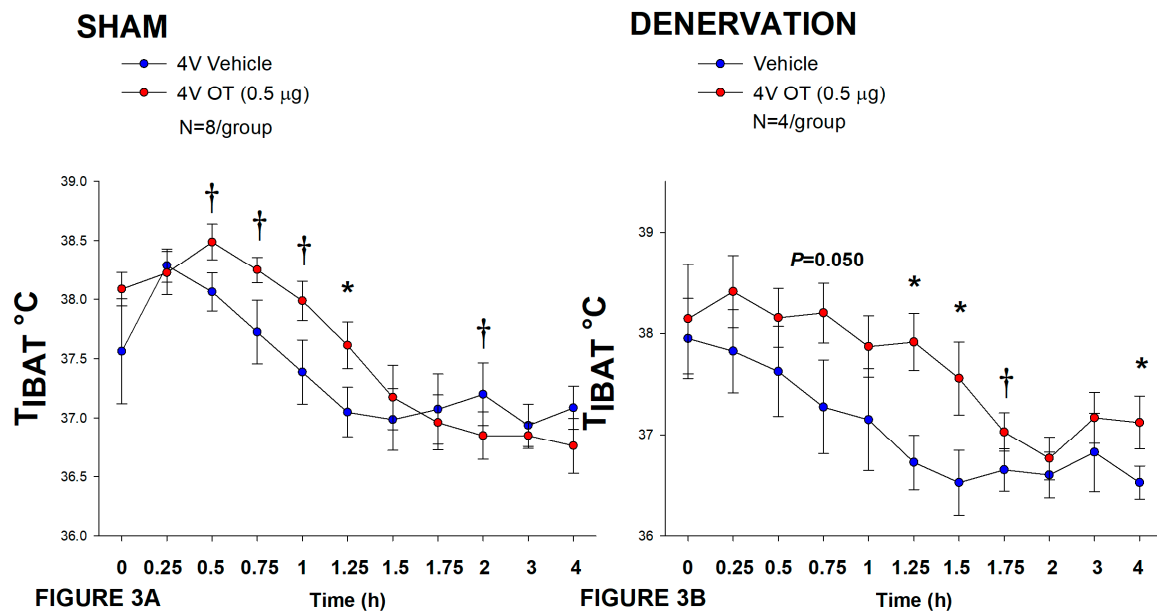 SHAM
4V Vehicle
4V OT (0.5 μg)
N=8/group
TIBAT °C
39.0
38.5
38.0
37.5
37.0
36.5
36.0
†
†
†
*
†
0 0.25 0.5 0.75 1 1.25 1.5 1.75 2 3 4
FIGURE 3A
Time (h)
DENERVATION
Vehicle
4V OT (0.5 μg)
N=4/group
TIBAT °C
39
38
37
36
P=0.050
*
*
†
*
0 0.25 0.5 0.75 1 1.25 1.5 1.75 2 3 4
FIGURE 3B
Time (h)